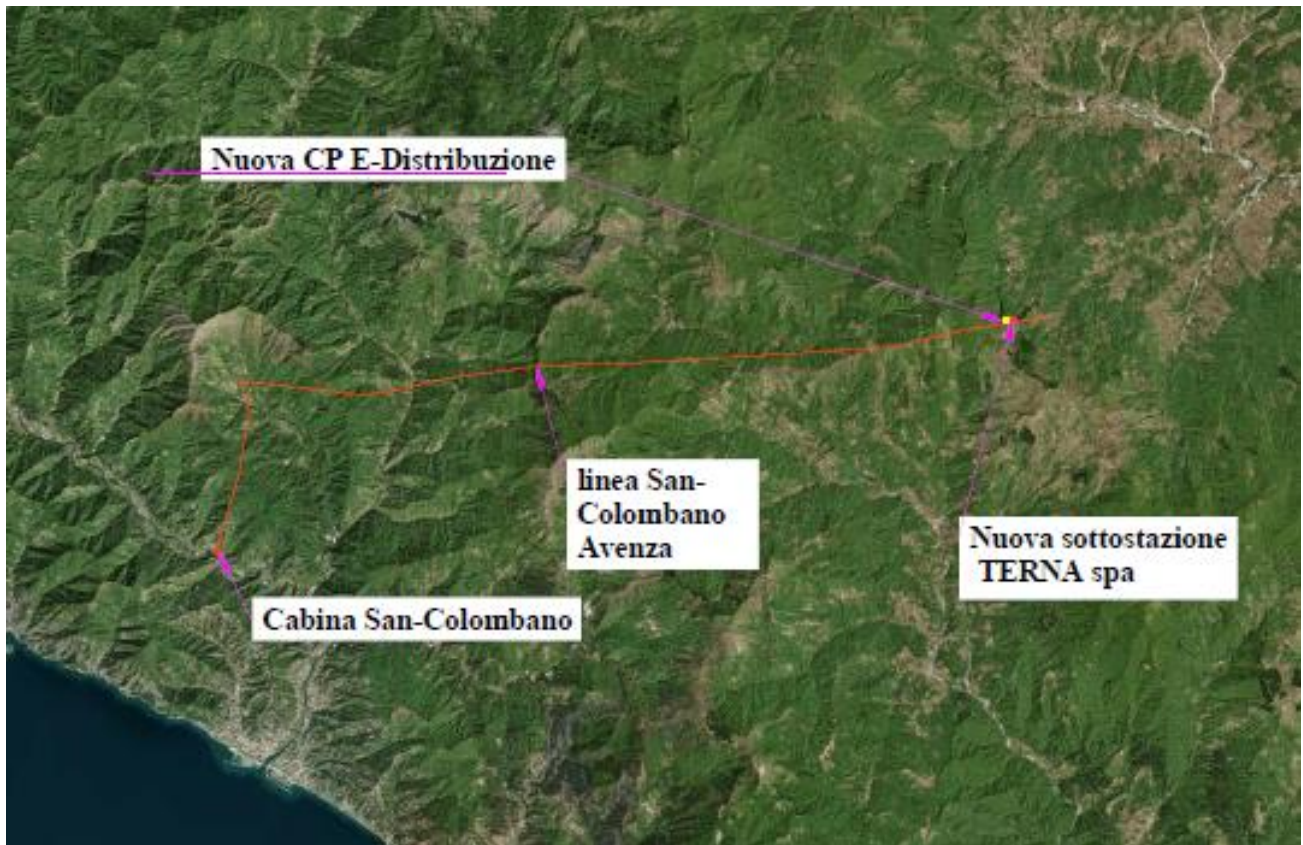 Nuova CP E-Distribuzione
linea San-
Colombano
Avenza
Nuova sottostazione
TERNA spa
Cabina San-Colombano